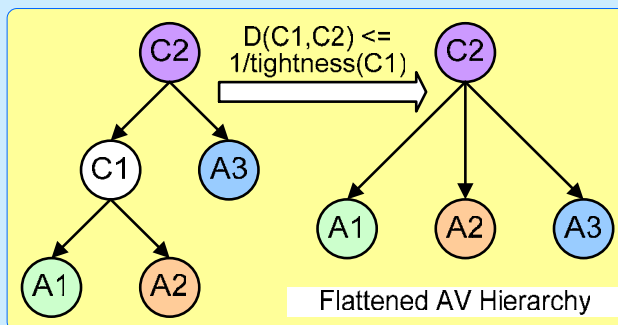 D(C1,C2) <=
1/tightness(C1)
C2
C2
C1
A3
A1
A2
A1
A2
A3
Flattened AV Hierarchy